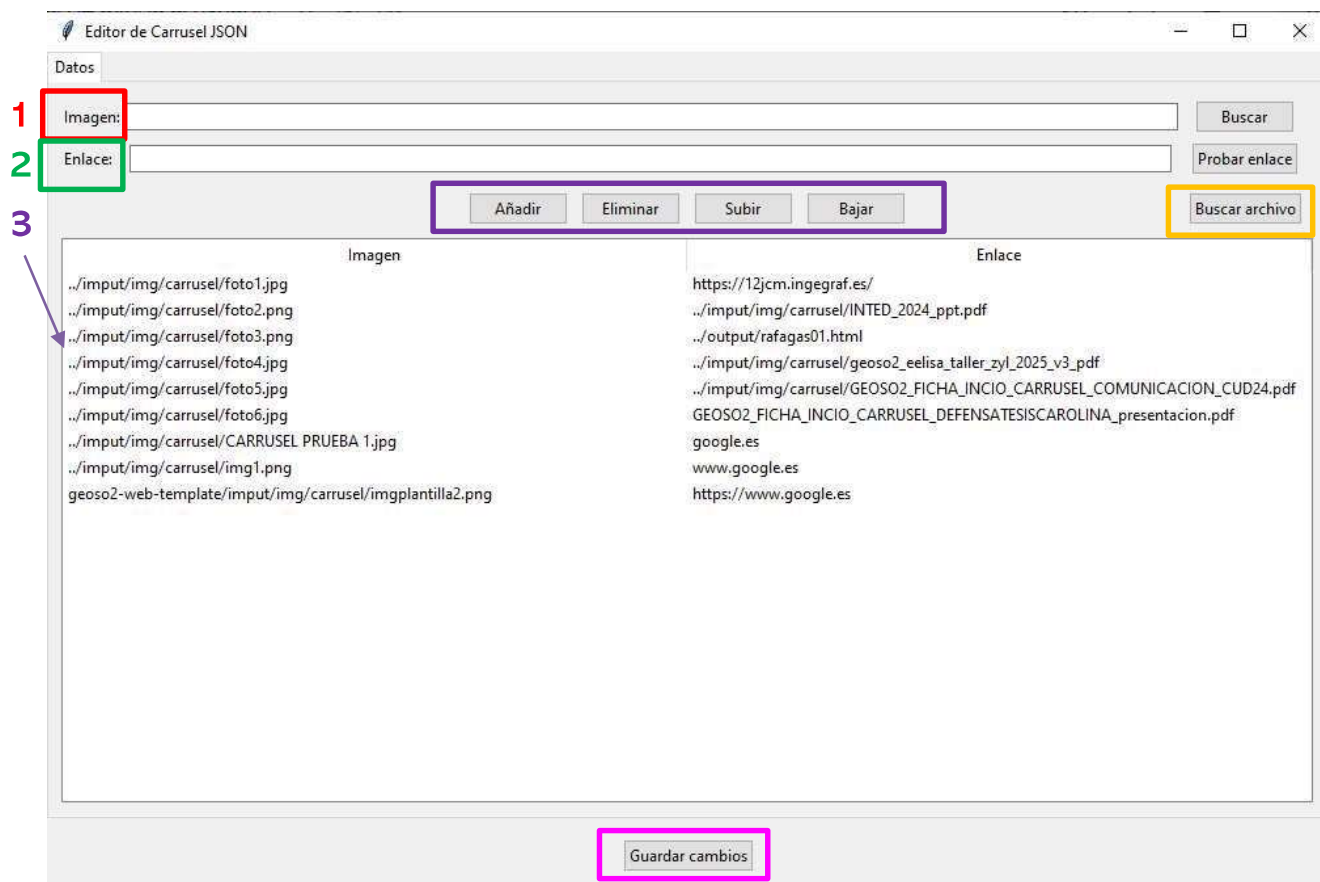 Editor de Carrusel JSON
Datos
1 Imagen: Buscar
2 Enlace: Probar enlace
3 Añadir Eliminar Subir Bajar Buscar archivo
Imagen Enlace
../imput/img/carrusel/foto1.jpg https://12jcm.ingegraf.es/
../imput/img/carrusel/foto2.png ../imput/img/carrusel/INTED_2024_ppt.pdf
../imput/img/carrusel/foto3.png ../output/rafagas01.html
../imput/img/carrusel/foto4.jpg ../imput/img/carrusel/geoso2_eelisa_taller_zyl_2025_v3_pdf
../imput/img/carrusel/foto5.jpg ../imput/img/carrusel/GEOSO2_FICHA_INCIO_CARRUSEL_COMUNICACION_CUD24.pdf
../imput/img/carrusel/foto6.jpg GEOSO2_FICHA_INCIO_CARRUSEL_DEFENSATESISCAROLINA_presentacion.pdf
../imput/img/carrusel/CARRUSEL PRUEBA 1.jpg google.es
../imput/img/carrusel/img1.png www.google.es
geoso2-web-template/imput/img/carrusel/imgplantilla2.png https://www.google.es
Guardar cambios